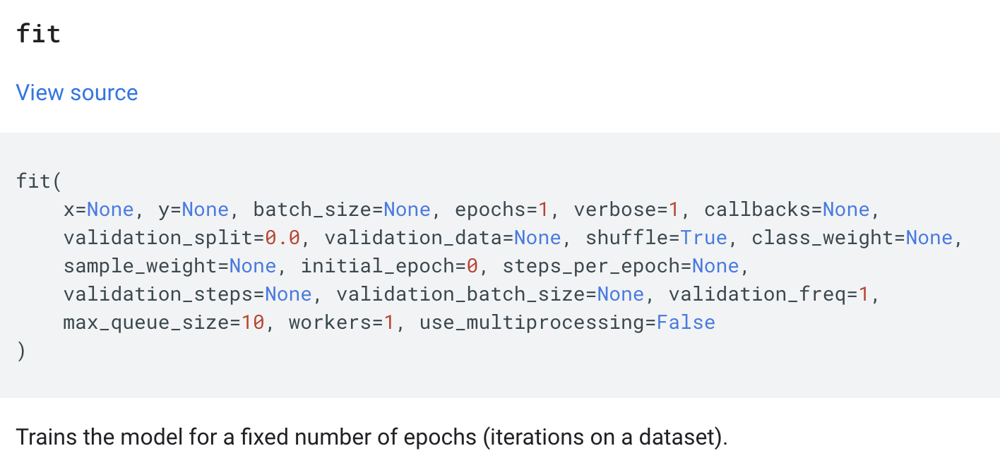 fit
View source
fit(
    x=None, y=None, batch_size=None, epochs=1, verbose=1, callbacks=None,
    validation_split=0.0, validation_data=None, shuffle=True, class_weight=None,
    sample_weight=None, initial_epoch=0, steps_per_epoch=None,
    validation_steps=None, validation_batch_size=None, validation_freq=1,
    max_queue_size=10, workers=1, use_multiprocessing=False
)
Trains the model for a fixed number of epochs (iterations on a dataset).